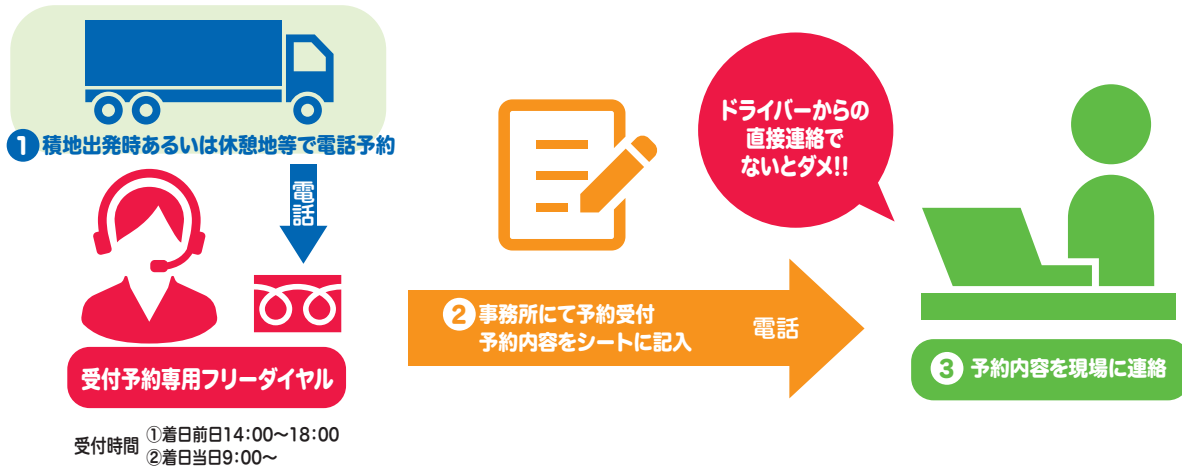 ❶積地出発時あるいは休憩地等で電話予約
電話
受付予約専用フリーダイヤル
受付時間
①着日前日14:00〜18:00
②着日当日9:00〜
❷事務所にて予約受付
予約内容をシートに記入
電話
ドライバーからの
直接連絡で
ないとダメ!!
❸予約内容を現場に連絡